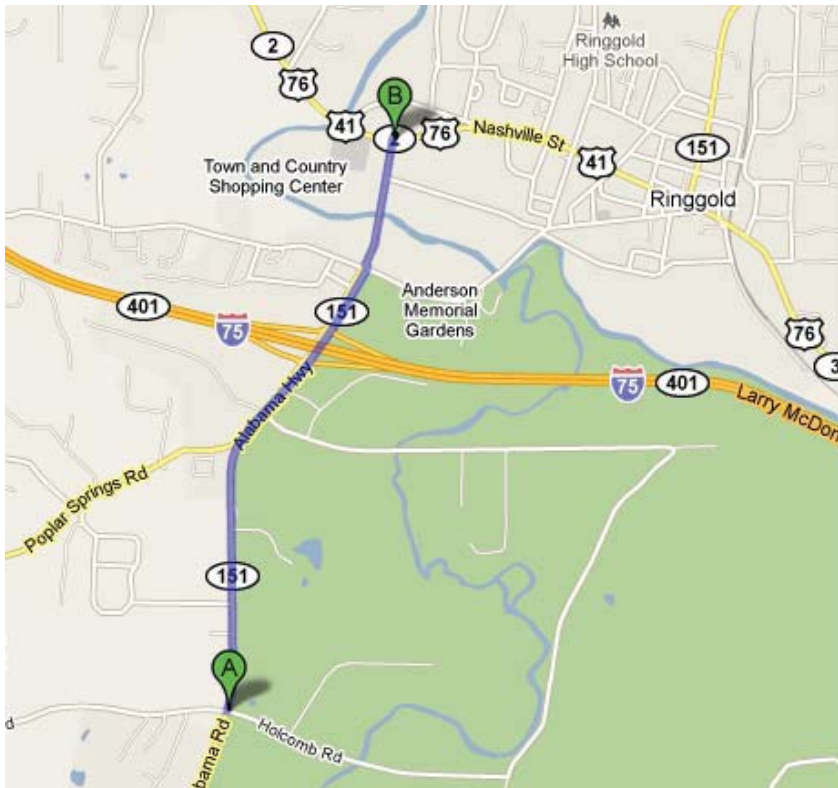 Ringgold
High School
2
76
B
41
2
76
Nashville St
41
151
Town and Country
Shopping Center
Ringgold
401
75
151
Anderson
Memorial
Gardens
76
3
75
401
Larry McDon
Alabama Hwy
Poplar Springs Rd
151
A
d
Holcomb Rd
bama Rd